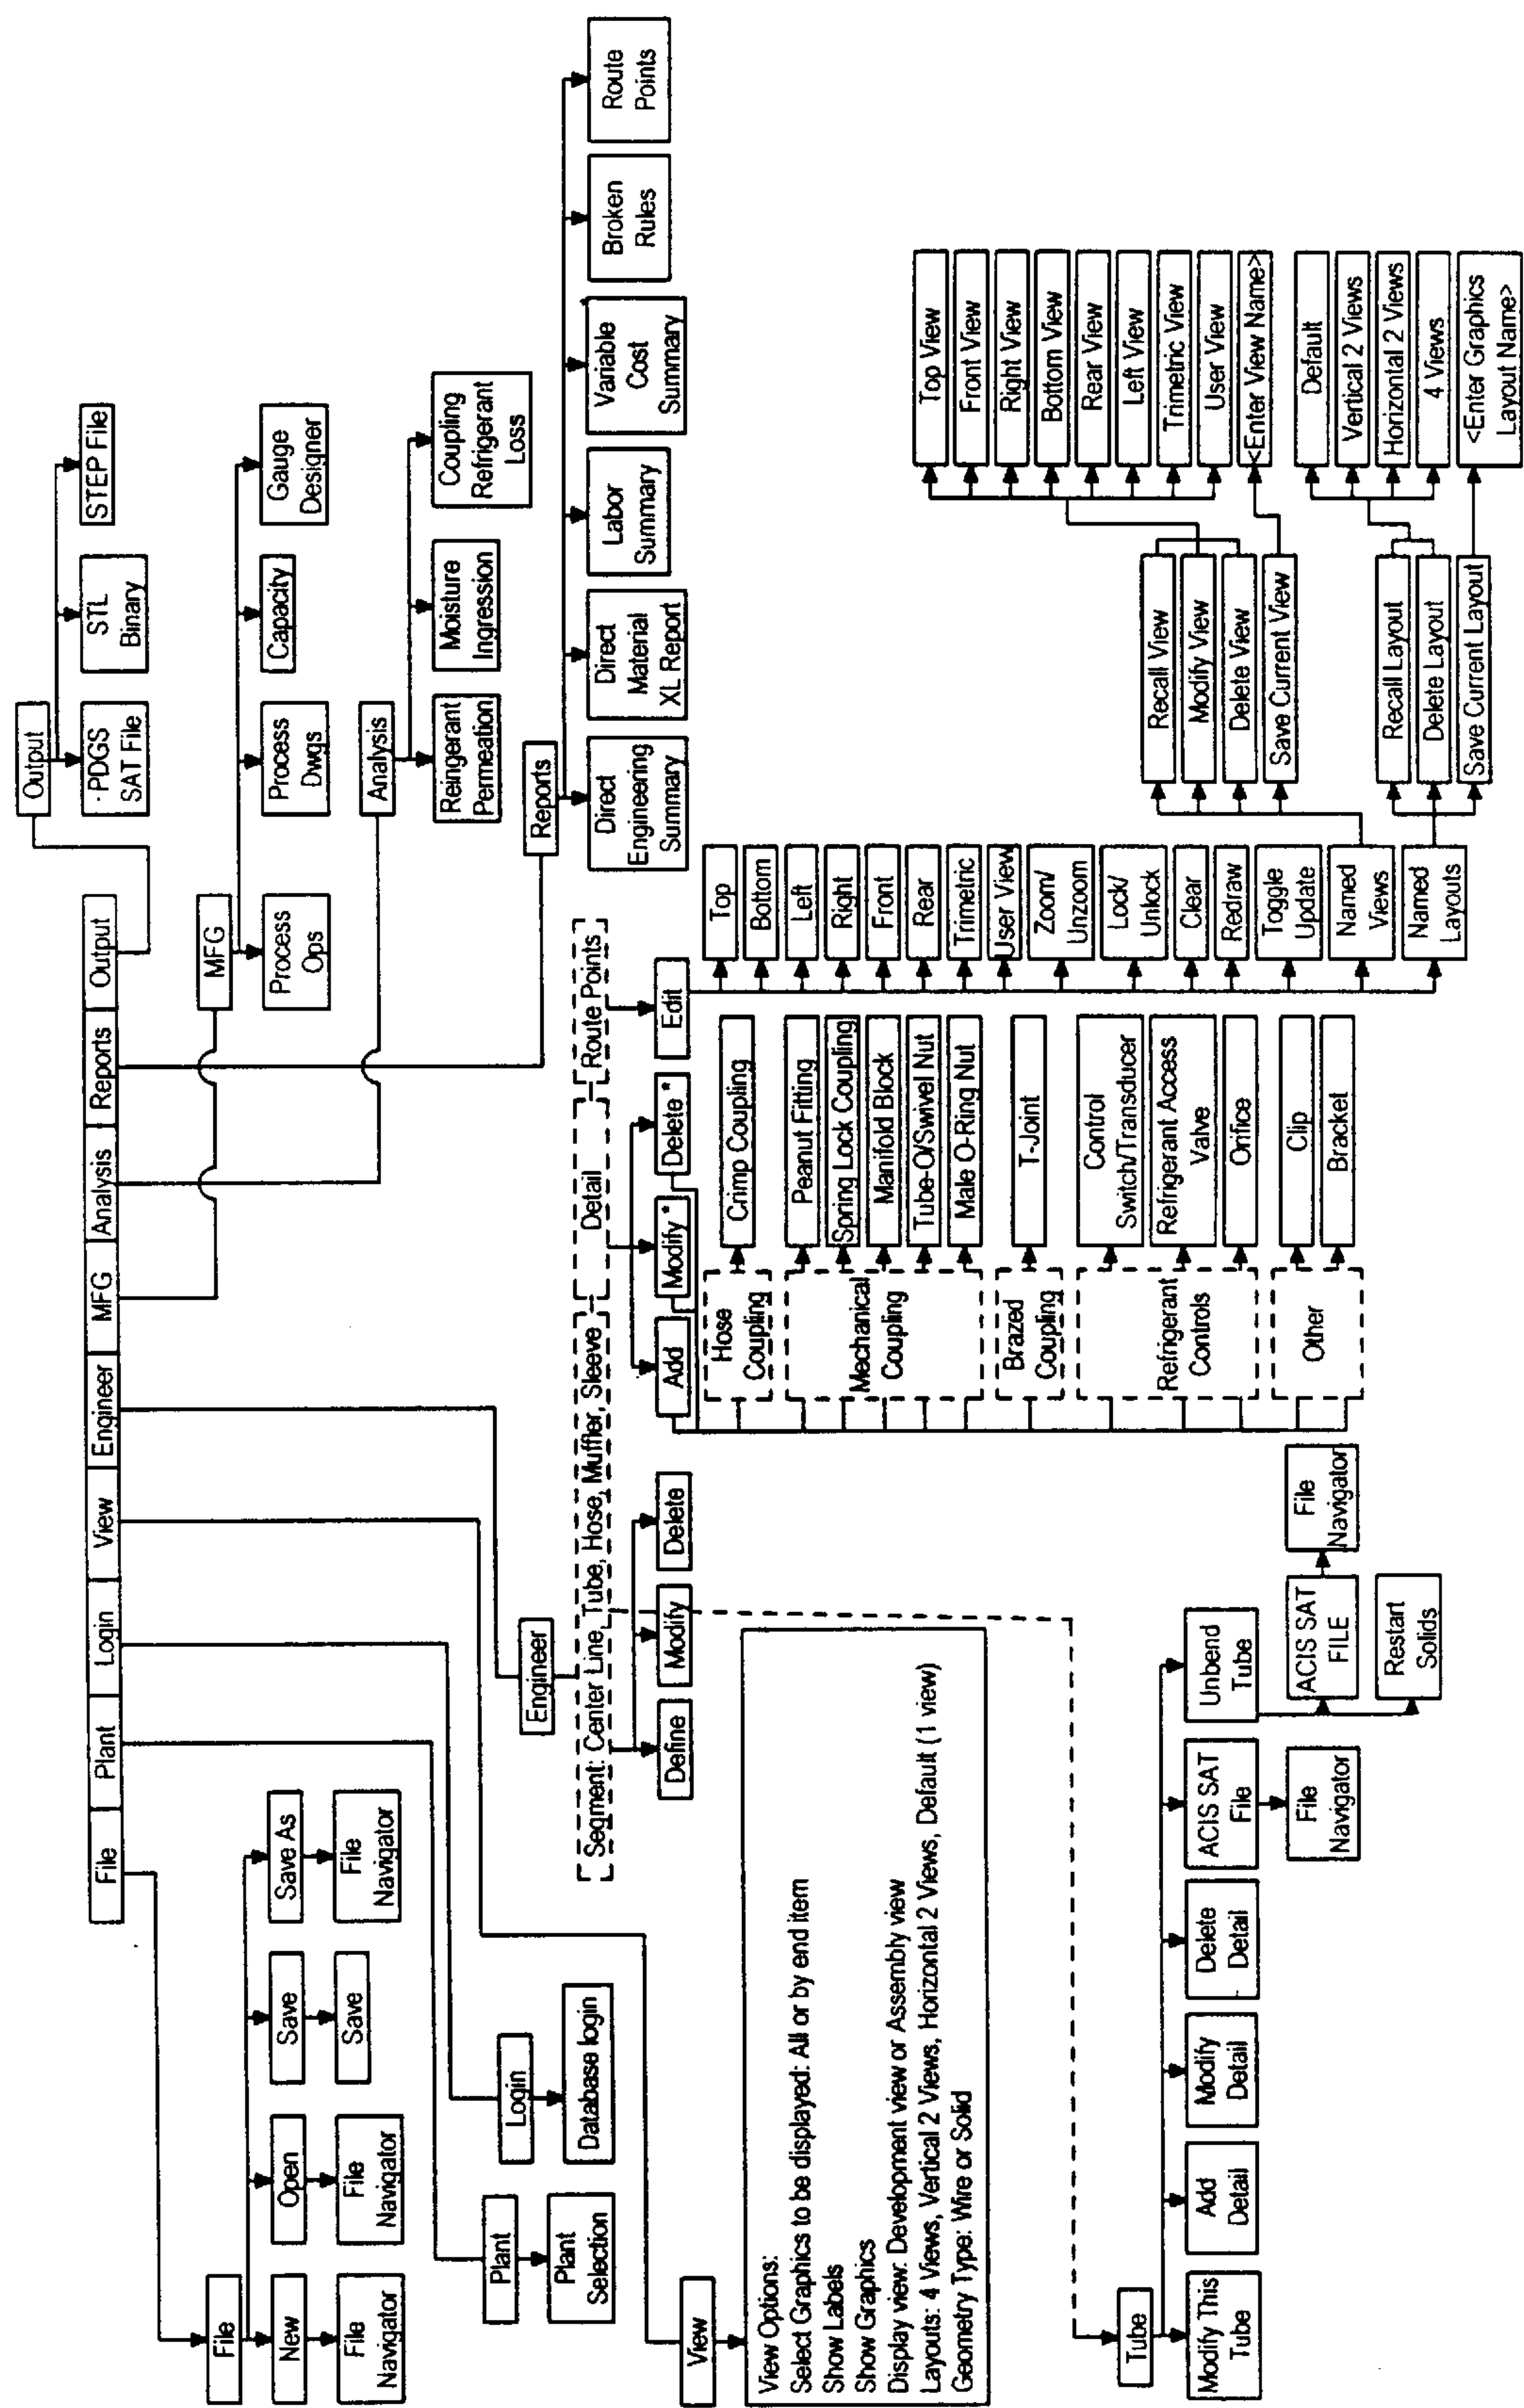 File
Plant
Login
View
Engineer
MFG
Analysis
Reports
Output
File
New
File
Navigator
Open
File
Navigator
Save
Save
Save As
File
Navigator
Plant
Plant
Selection
Login
Database login
View
View Options:
Select Graphics to be displayed: All or by end item
Show Labels
Show Graphics
Display view: Development view or Assembly view
Layouts: 4 Views, Vertical 2 Views, Horizontal 2 Views, Default (1 view)
Geometry Type: Wire or Solid
Engineer
Segment: Center Line, Tube, Hose, Muffler, Sleeve
Detail
Route Points
Define
Modify
Delete
Add
Modify *
Delete *
Edit
Hose
Coupling
Crimp Coupling
Mechanical
Coupling
Peanut Fitting
Spring Lock Coupling
Manifold Block
Tube-O/Swivel Nut
Male O-Ring Nut
Brazed
Coupling
T-Joint
Refrigerant
Controls
Control
Switch/Transducer
Refrigerant Access
Valve
Orifice
Other
Clip
Bracket
Top
Bottom
Left
Right
Front
Rear
Trimetric
User View
Zoom/
Unzoom
Lock/
Unlock
Clear
Redraw
Toggle
Update
Named
Views
Named
Layouts
Recall View
Modify View
Delete View
Save Current View
Recall Layout
Delete Layout
Save Current Layout
Top View
Front View
Right View
Bottom View
Rear View
Left View
Trimetric View
User View
<Enter View Name>
Default
Vertical 2 Views
Horizontal 2 Views
4 Views
<Enter Graphics
Layout Name>
Tube
Modify This
Tube
Add
Detail
Modify
Detail
Delete
Detail
ACIS SAT
File
File
Navigator
Unbend
Tube
ACIS SAT
FILE
File
Navigator
Restart
Solids
Output
PDGS
SAT File
STL
Binary
STEP File
MFG
Process
Ops
Process
Dwgs
Capacity
Gauge
Designer
Analysis
Reingerant
Permeation
Moisture
Ingression
Coupling
Refrigerant
Loss
Reports
Direct
Engineering
Summary
Direct
Material
XL Report
Labor
Summary
Variable
Cost
Summary
Broken
Rules
Route
Points